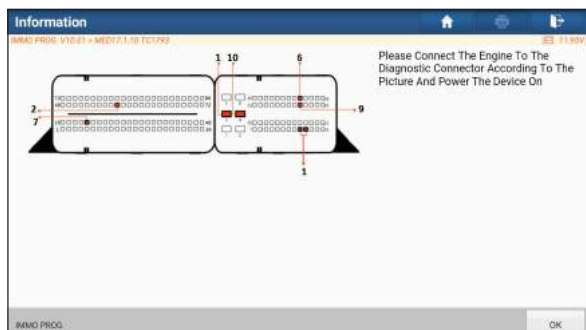 Information
IMMO PROG. V10.01 > MED17.1.10 TC1793
11.98V
Please Connect The Engine To The
Diagnostic Connector According To The
Picture And Power The Device On
1 10 6
2
9
7
1
IMMO PROG.
OK